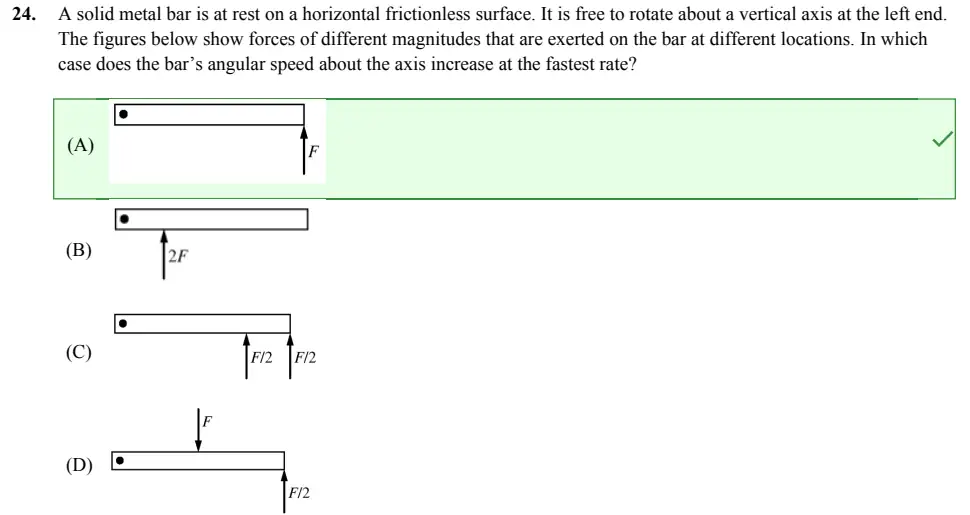 24. A solid metal bar is at rest on a horizontal frictionless surface. It is free to rotate about a vertical axis at the left end.
The figures below show forces of different magnitudes that are exerted on the bar at different locations. In which
case does the bar’s angular speed about the axis increase at the fastest rate?
(A)
F
(B)
2F
(C)
F/2 F/2
F
(D)
F/2